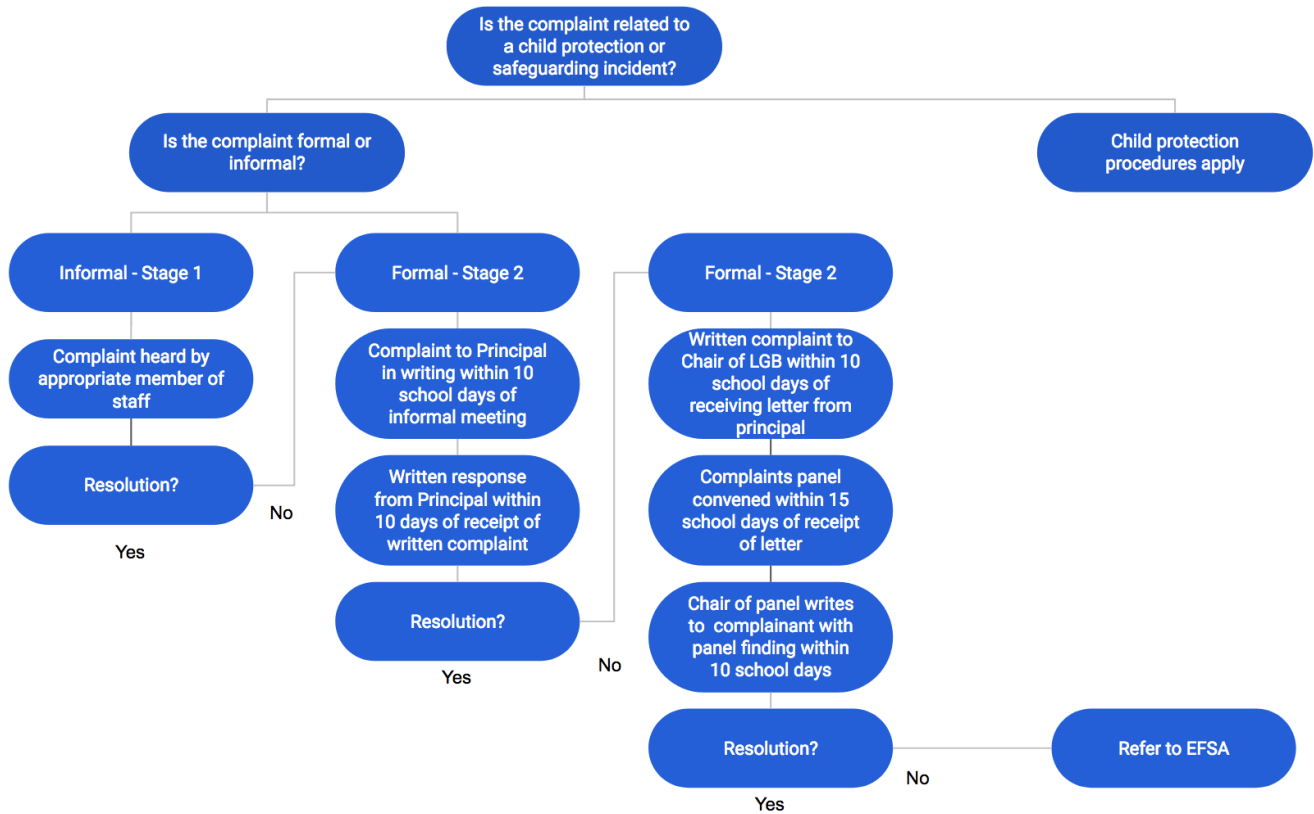 Is the complaint related to
a child protection or
safeguarding incident?
Is the complaint formal or
informal?
Child protection
procedures apply
Informal - Stage 1
Complaint heard by
appropriate member of
staff
Resolution?
No
Yes
Formal - Stage 2
Complaint to Principal
in writing within 10
school days of
informal meeting
Written response
from Principal within
10 days of receipt of
written complaint
Resolution?
No
Yes
Formal - Stage 2
Written complaint to
Chair of LGB within 10
school days of
receiving letter from
principal
Complaints panel
convened within 15
school days of receipt
of letter
Chair of panel writes
to complainant with
panel finding within
10 school days
Resolution?
No
Yes
Refer to EFSA